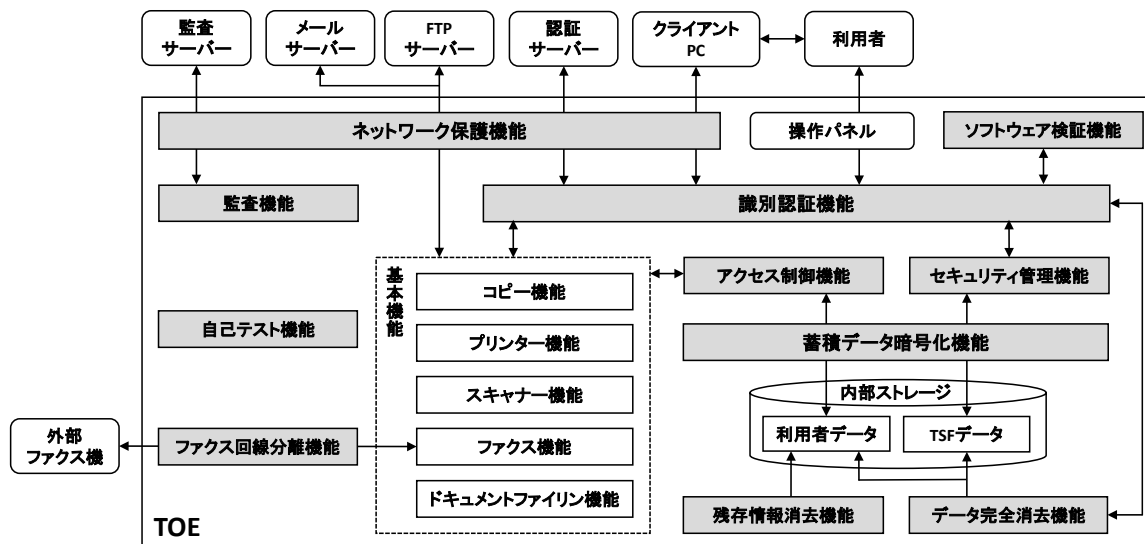 監査
サーバー
メール
サーバー
FTP
サーバー
認証
サーバー
クライアント
PC
利用者
ネットワーク保護機能
操作パネル
ソフトウェア検証機能
監査機能
識別認証機能
基本機能
コピー機能
アクセス制御機能
セキュリティ管理機能
自己テスト機能
プリンター機能
蓄積データ暗号化機能
スキャナー機能
内部ストレージ
外部
ファクス機
ファクス回線分離機能
ファクス機能
利用者データ
TSFデータ
ドキュメントファイリン機能
残存情報消去機能
データ完全消去機能
TOE